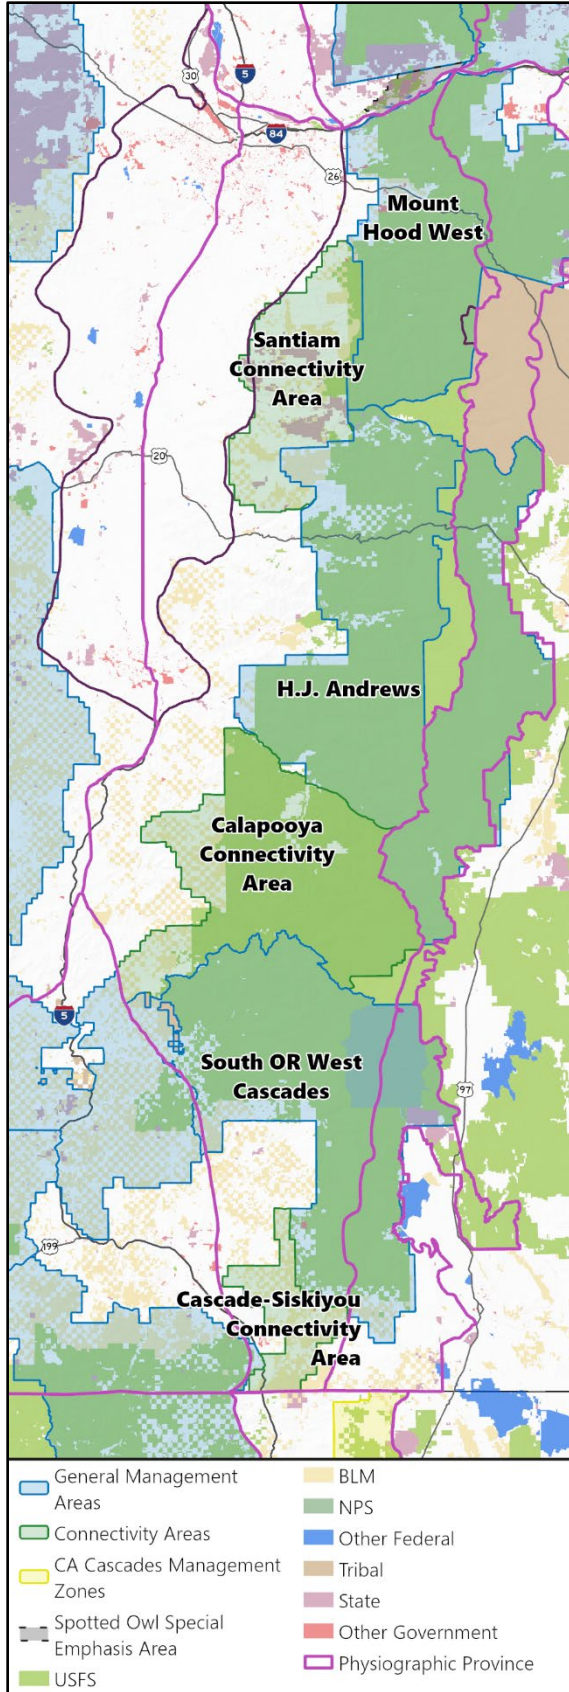 30
5
84
26
Mount
Hood West
Santiam
Connectivity
Area
20
H.J. Andrews
Calapooya
Connectivity
Area
5
South OR West
Cascades
97
199
Cascade-Siskiyou
Connectivity
Area
General Management
Areas
Connectivity Areas
CA Cascades Management
Zones
Spotted Owl Special
Emphasis Area
USFS
BLM
NPS
Other Federal
Tribal
State
Other Government
Physiographic Province